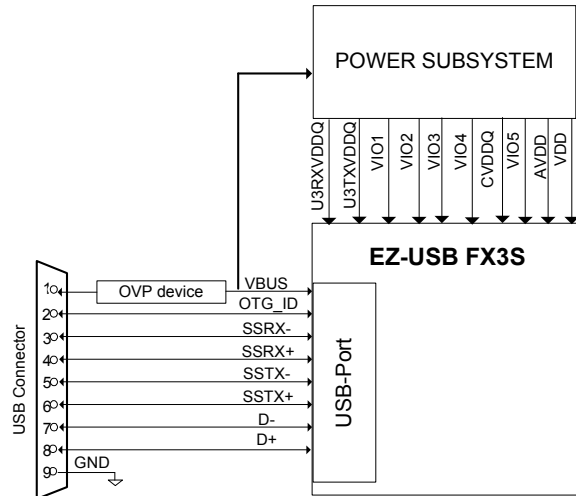 POWER SUBSYSTEM
U3RXVDDQ
U3TXVDDQ
VIO1
VIO2
VIO3
VIO4
CVDDQ
VIO5
AVDD
VDD
EZ-USB FX3S
USB-Port
USB Connector
1
OVP device
VBUS
2
OTG_ID
3
SSRX-
4
SSRX+
5
SSTX-
6
SSTX+
7
D-
8
D+
9
GND